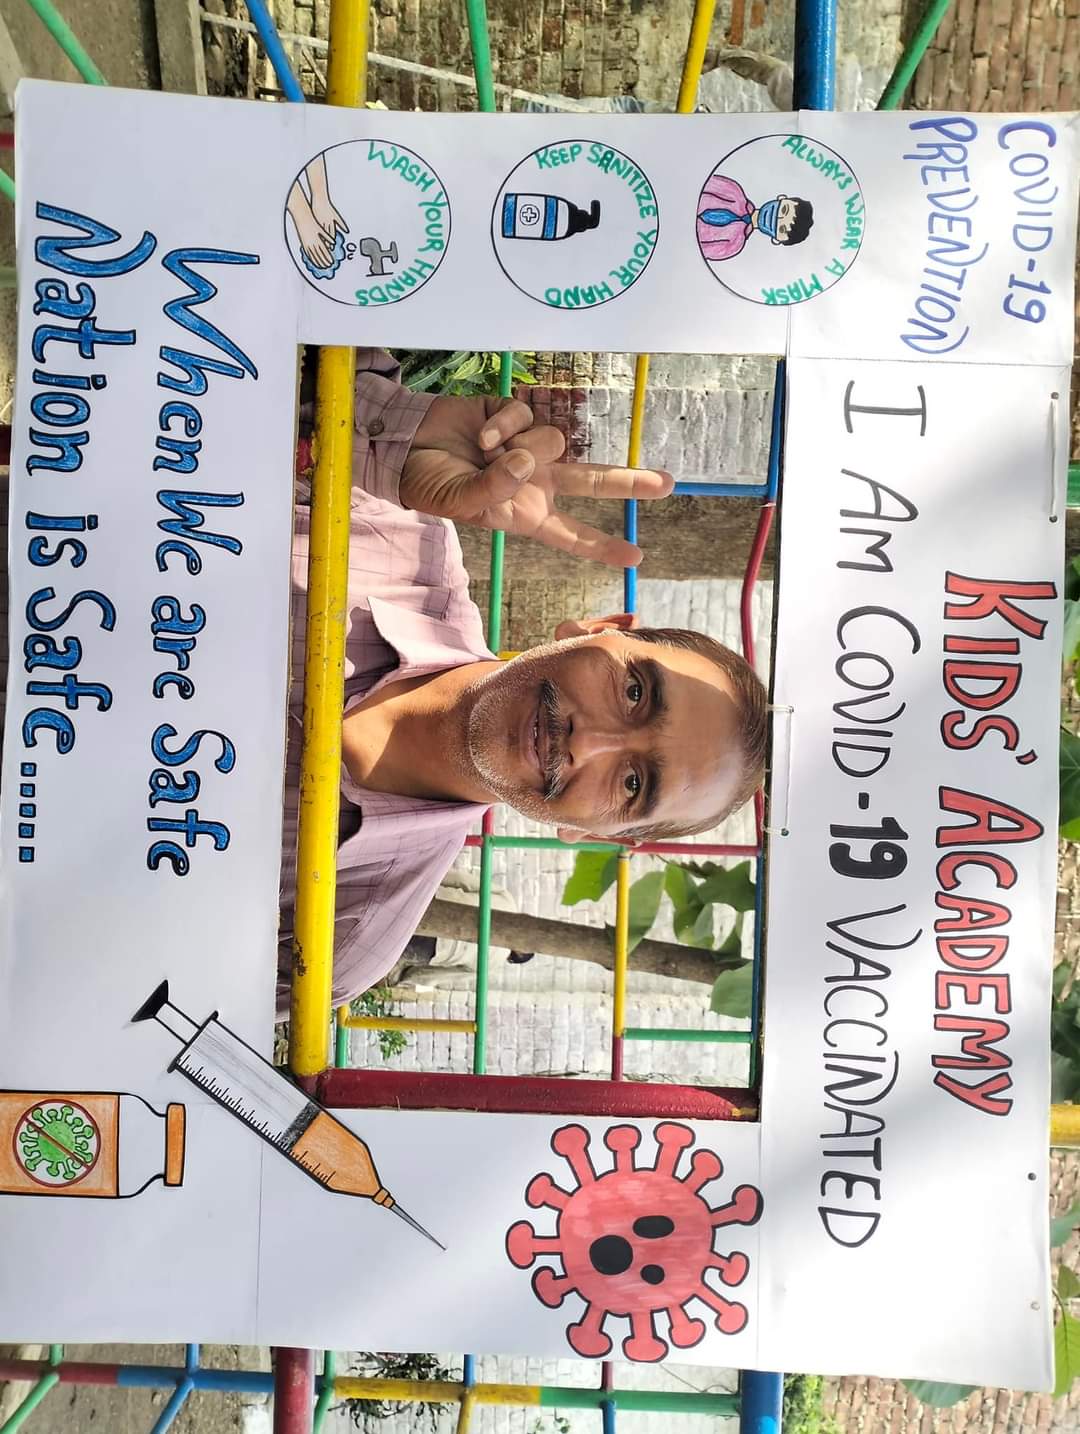 COVID-19
PREVENTION
KIDS' ACADEMY
I AM COVID-19 VACCINATED
ALWAYS WEAR A MASK
KEEP SANITIZE YOUR HAND
WASH YOUR HANDS
When We are Safe
Nation is Safe.....